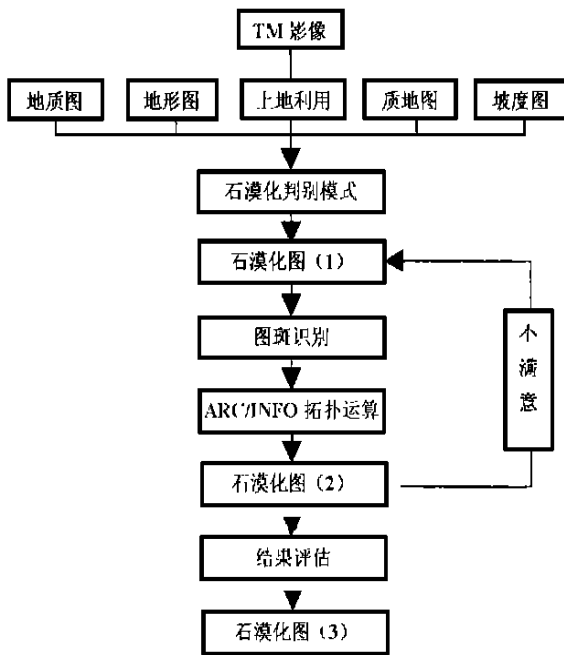 TM 影像
地质图 地形图 土地利用 质地图 坡度图
石漠化判别模式
石漠化图（1）
图斑识别
不满意
ARC/INFO 拓扑运算
石漠化图（2）
结果评估
石漠化图（3）